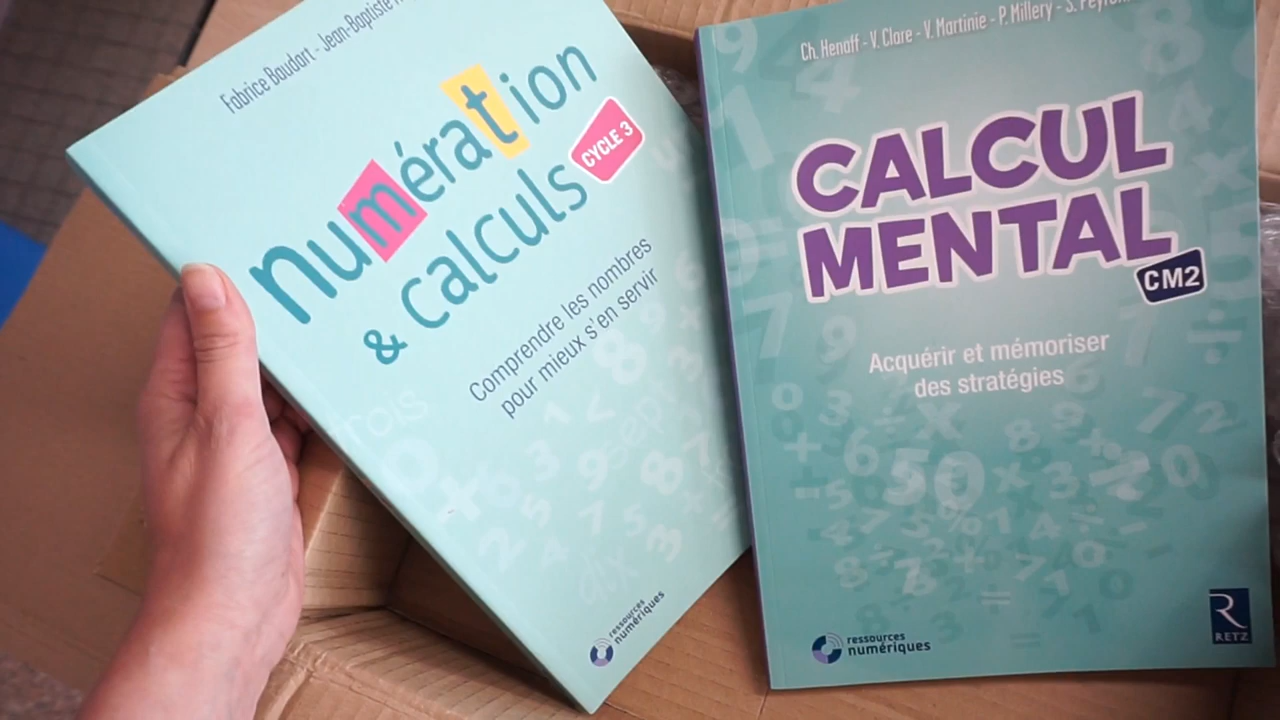 Fabrice Baudart - Jean-Baptiste
numération
& calculs
CYCLE 3
Comprendre les nombres
pour mieux s'en servir
ressources
numériques
Ch. Henaff - V. Clare - V. Martinie - P. Millery -
CALCUL
MENTAL
CM2
Acquérir et mémoriser
des stratégies
ressources
numériques
R
RETZ